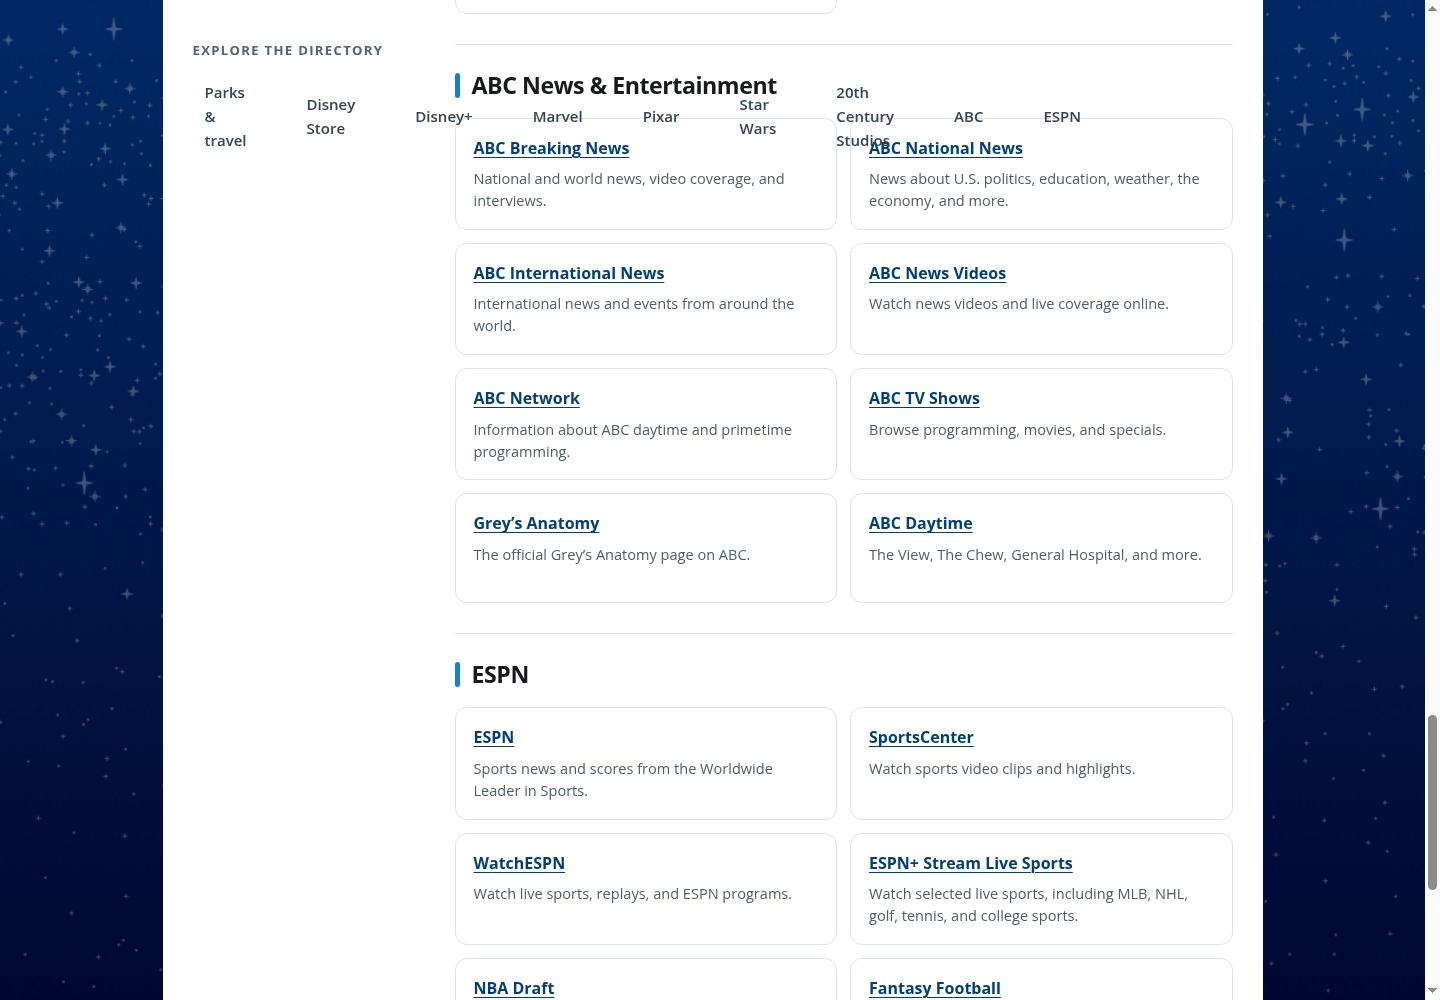 EXPLORE THE DIRECTORY
Parks
&
travel
Disney
Store
Disney+
Marvel
Pixar
Star
Wars
20th
Century
Studios
ABC
ESPN
ABC News & Entertainment
ABC Breaking News
National and world news, video coverage, and
interviews.
ABC National News
News about U.S. politics, education, weather, the
economy, and more.
ABC International News
International news and events from around the
world.
ABC News Videos
Watch news videos and live coverage online.
ABC Network
Information about ABC daytime and primetime
programming.
ABC TV Shows
Browse programming, movies, and specials.
Grey’s Anatomy
The official Grey’s Anatomy page on ABC.
ABC Daytime
The View, The Chew, General Hospital, and more.
ESPN
ESPN
Sports news and scores from the Worldwide
Leader in Sports.
SportsCenter
Watch sports video clips and highlights.
WatchESPN
Watch live sports, replays, and ESPN programs.
ESPN+ Stream Live Sports
Watch selected live sports, including MLB, NHL,
golf, tennis, and college sports.
NBA Draft
Fantasy Football